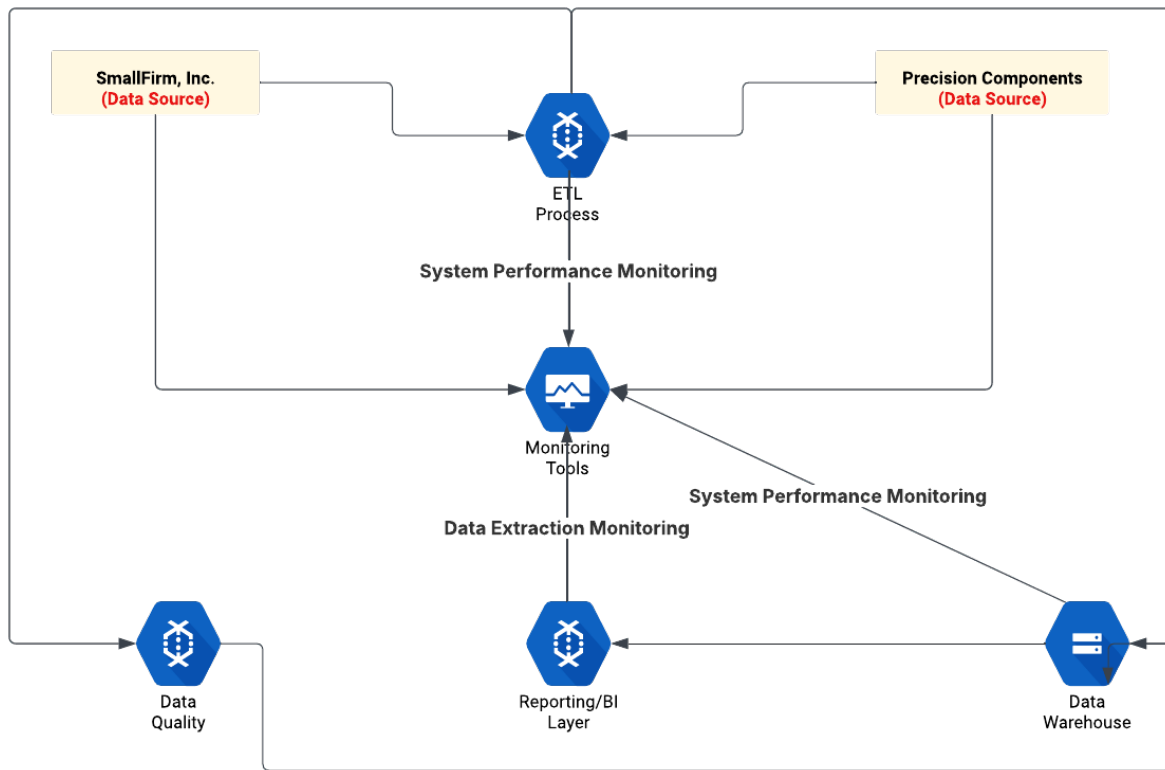 SmallFirm, Inc.
(Data Source)
Precision Components
(Data Source)
ETL
Process
System Performance Monitoring
Monitoring
Tools
System Performance Monitoring
Data Extraction Monitoring
Data
Quality
Reporting/BI
Layer
Data
Warehouse